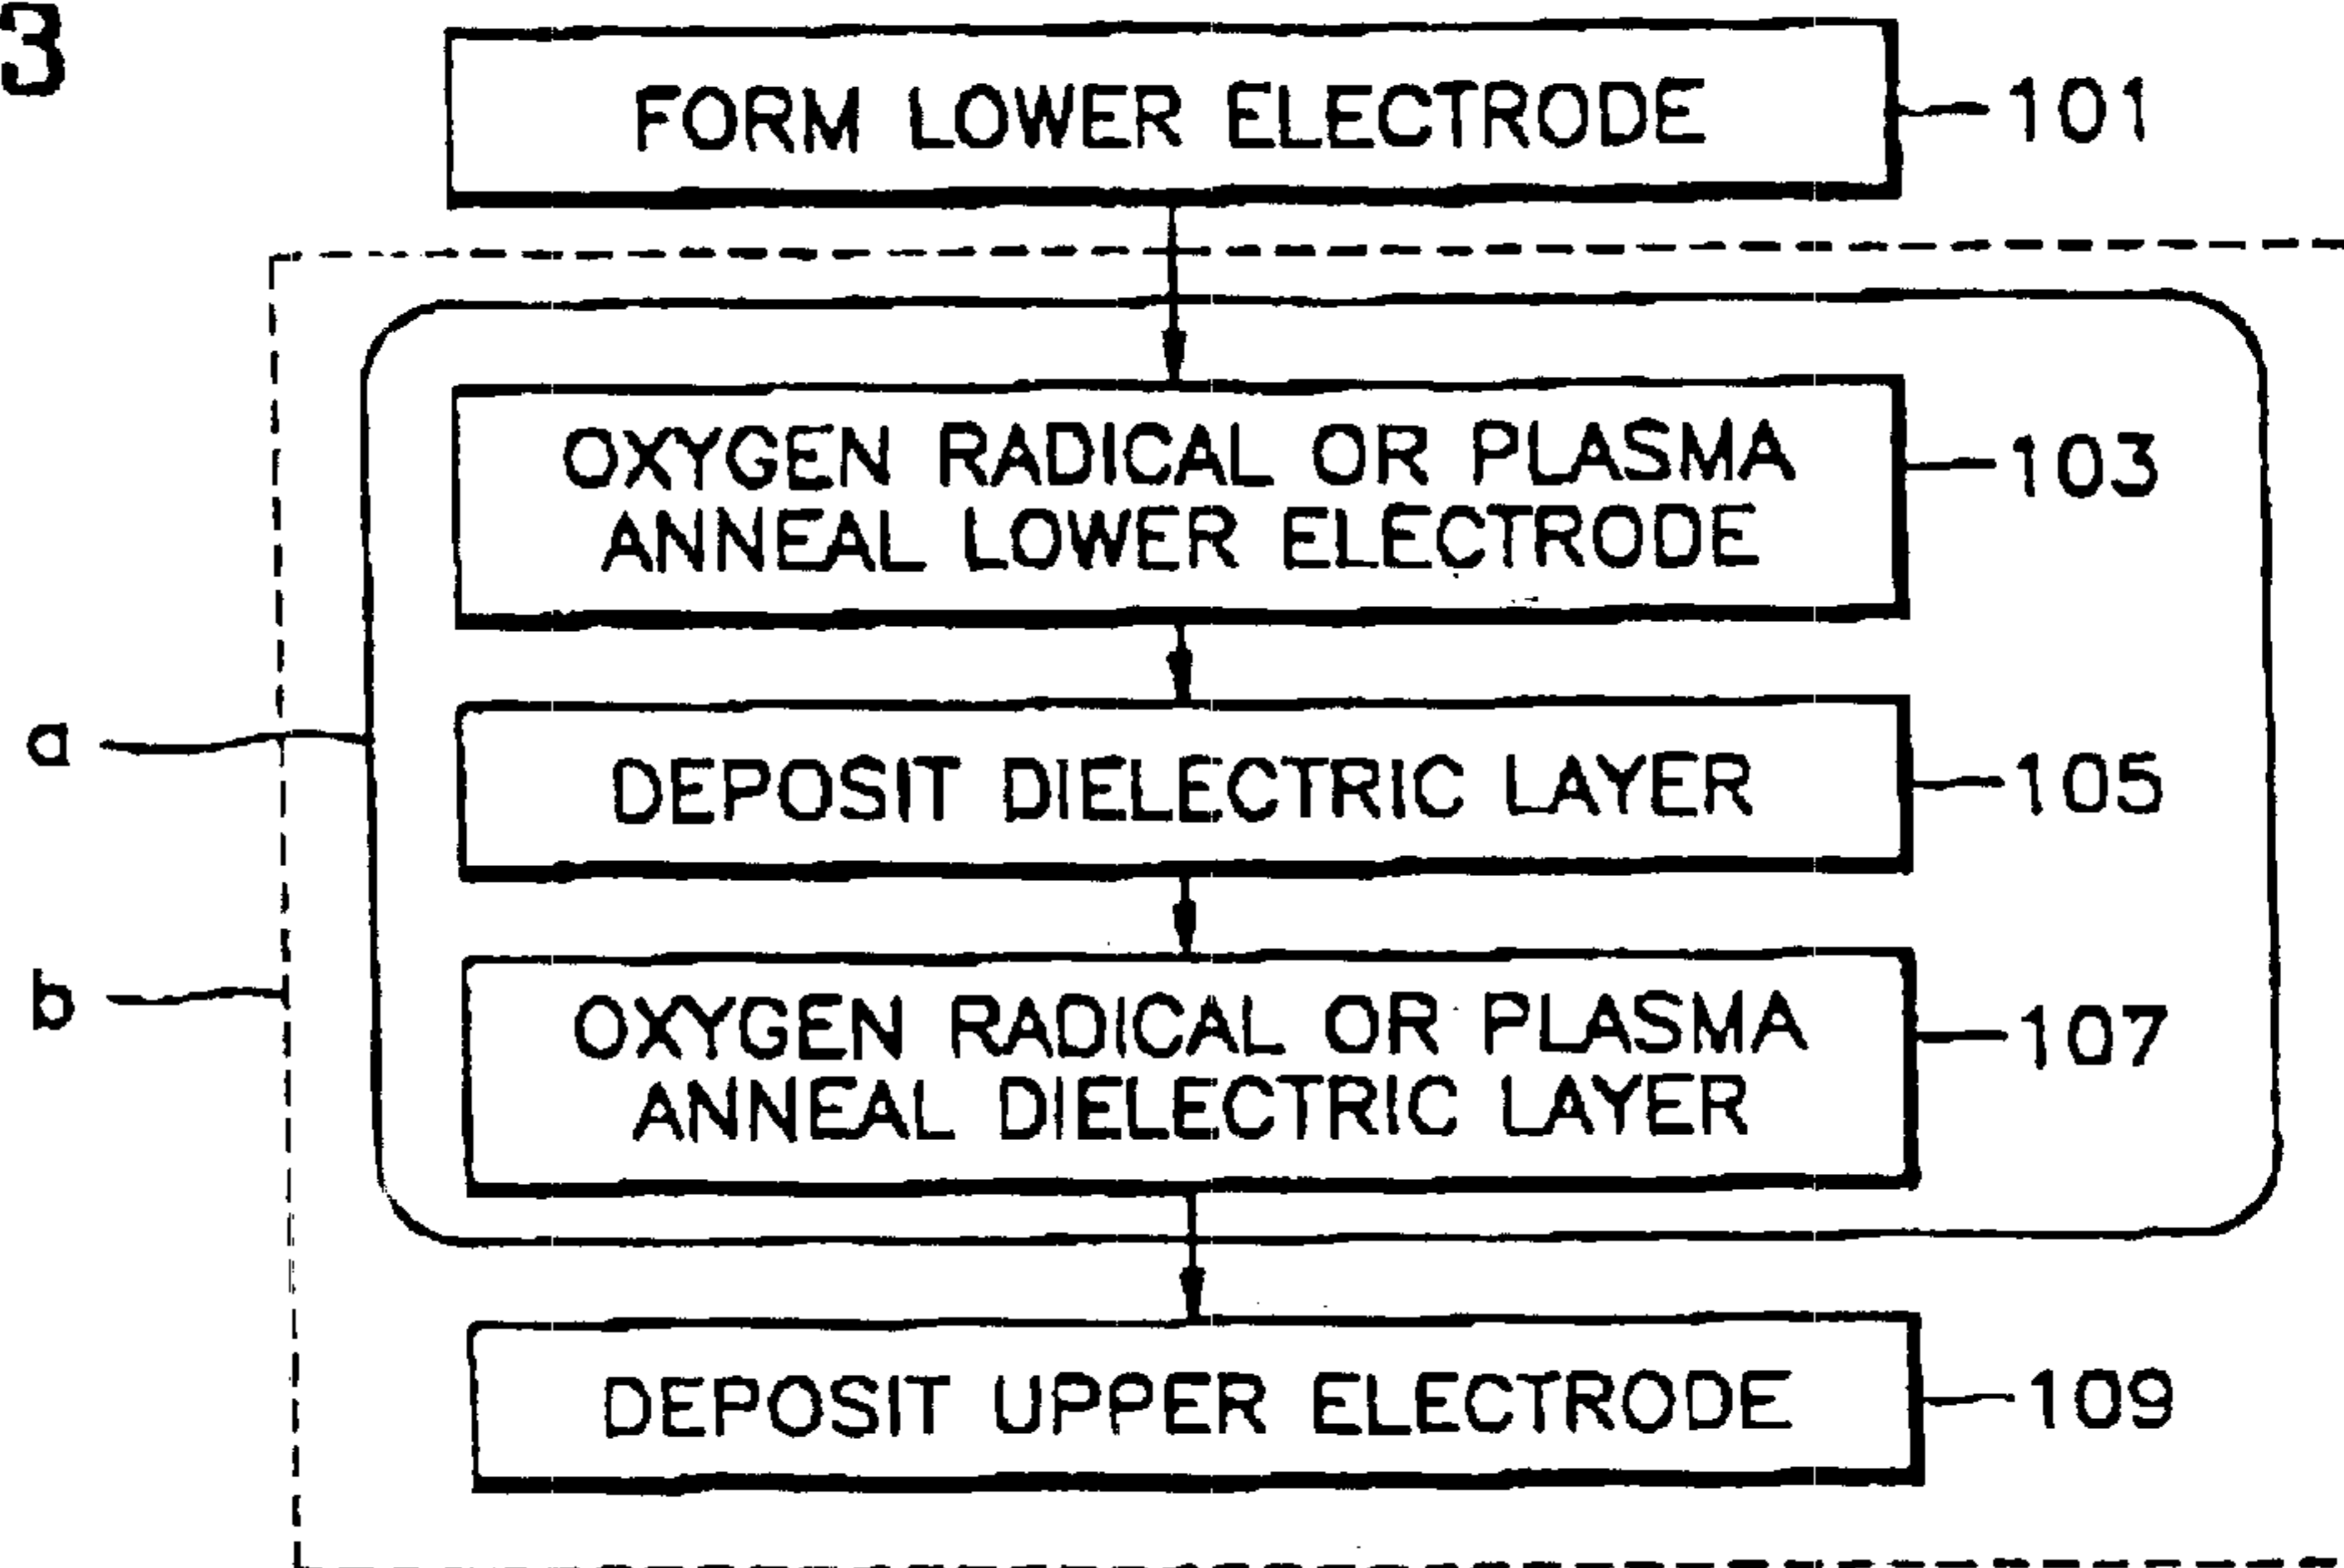 3
FORM LOWER ELECTRODE
101
OXYGEN RADICAL OR PLASMA
ANNEAL LOWER ELECTRODE
103
DEPOSIT DIELECTRIC LAYER
105
a
OXYGEN RADICAL OR PLASMA
ANNEAL DIELECTRIC LAYER
107
b
DEPOSIT UPPER ELECTRODE
109